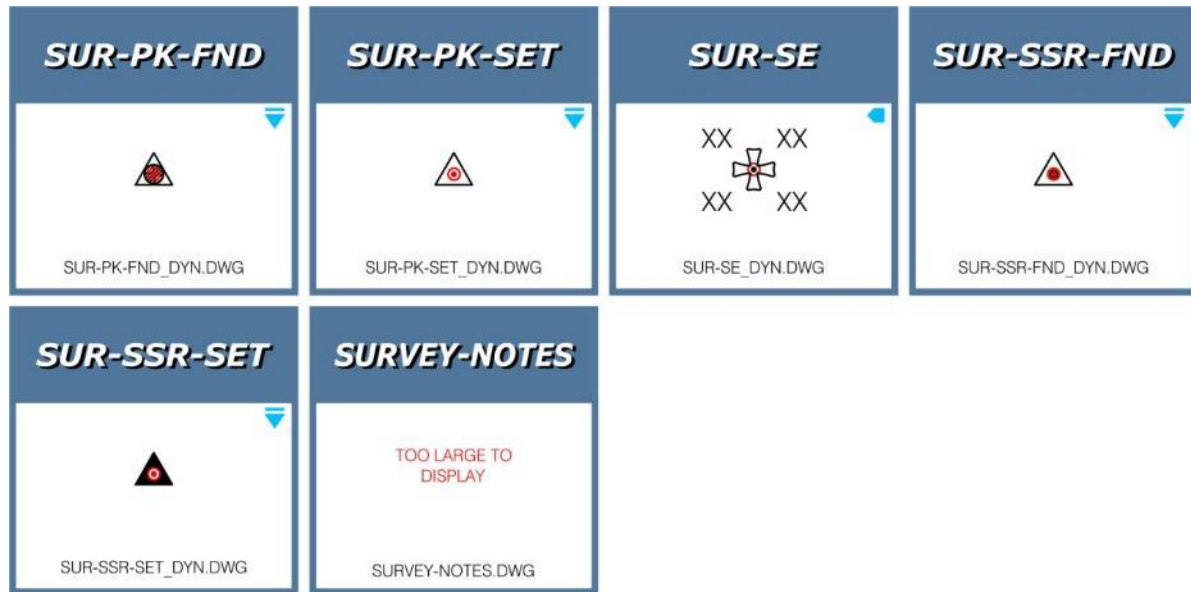 SUR-PK-FND
SUR-PK-SET
SUR-SE
SUR-SSR-FND
XX XX
XX XX
SUR-PK-FND_DYN.DWG
SUR-PK-SET_DYN.DWG
SUR-SE_DYN.DWG
SUR-SSR-FND_DYN.DWG
SUR-SSR-SET
SURVEY-NOTES
TOO LARGE TO
DISPLAY
SUR-SSR-SET_DYN.DWG
SURVEY-NOTES.DWG